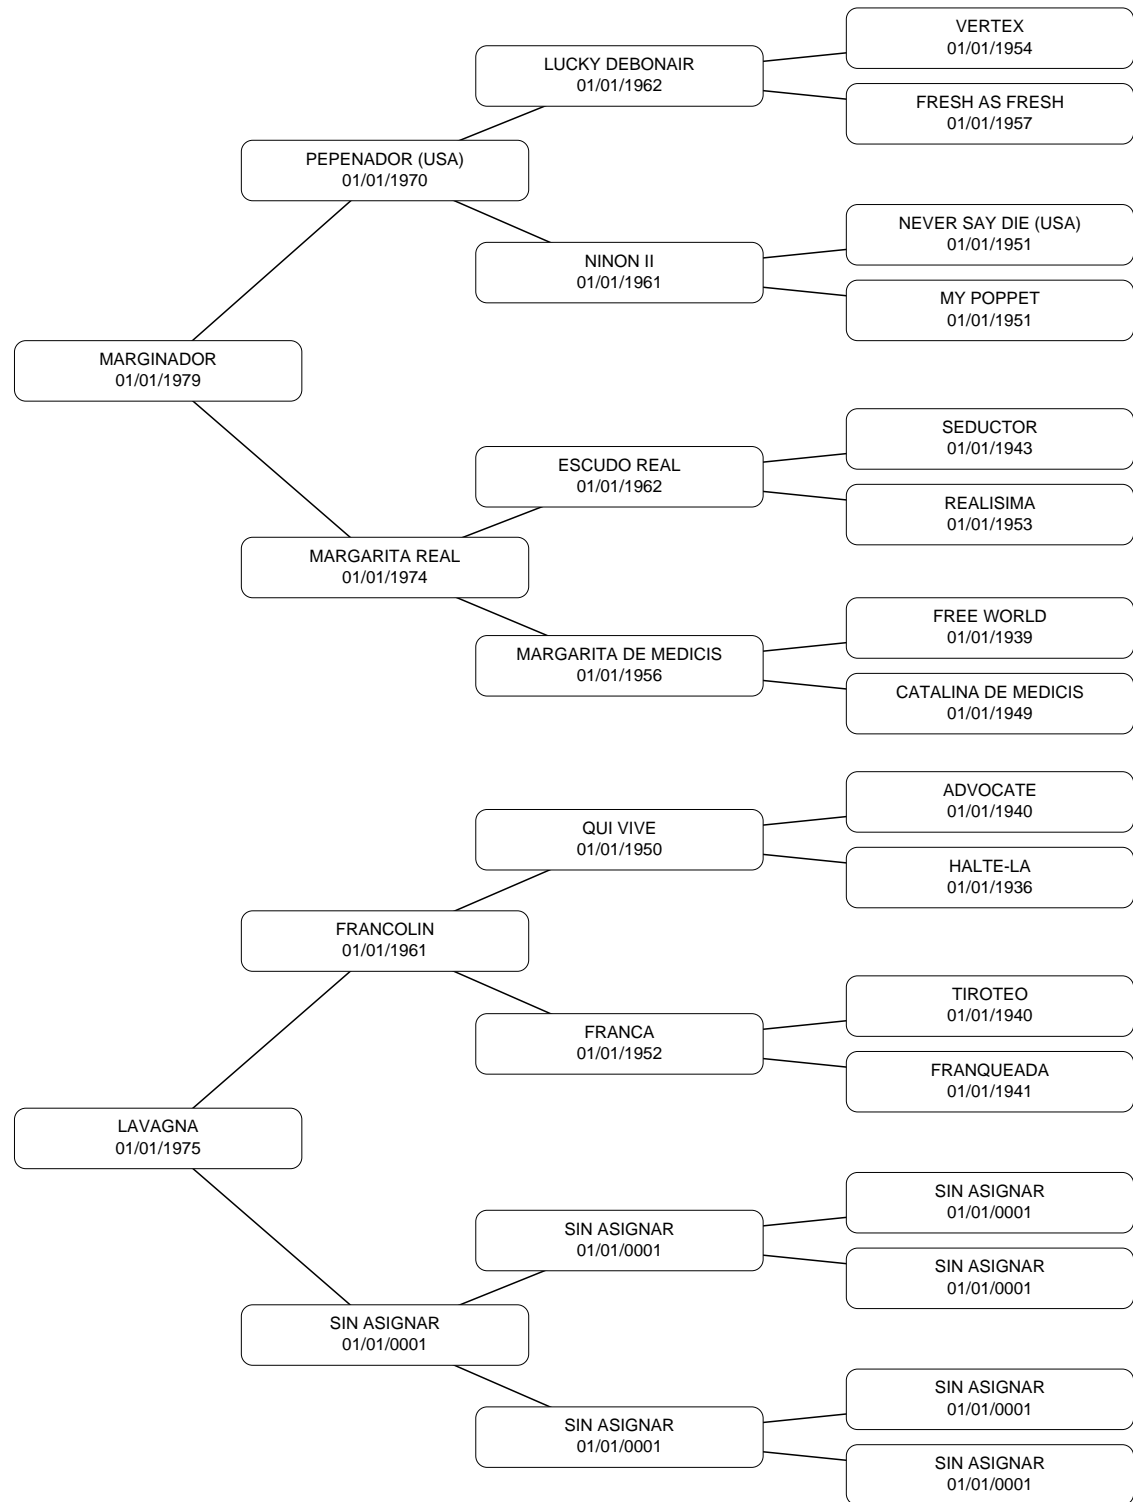 VERTEX
01/01/1954
LUCKY DEBONAIR
01/01/1962
FRESH AS FRESH
01/01/1957
PEPENADOR (USA)
01/01/1970
NEVER SAY DIE (USA)
01/01/1951
NINON II
01/01/1961
MY POPPET
01/01/1951
MARGINADOR
01/01/1979
SEDUCTOR
01/01/1943
ESCUDO REAL
01/01/1962
REALISIMA
01/01/1953
MARGARITA REAL
01/01/1974
FREE WORLD
01/01/1939
MARGARITA DE MEDICIS
01/01/1956
CATALINA DE MEDICIS
01/01/1949
ADVOCATE
01/01/1940
QUI VIVE
01/01/1950
HALTE-LA
01/01/1936
FRANCOLIN
01/01/1961
TIROTEO
01/01/1940
FRANCA
01/01/1952
FRANQUEADA
01/01/1941
LAVAGNA
01/01/1975
SIN ASIGNAR
01/01/0001
SIN ASIGNAR
01/01/0001
SIN ASIGNAR
01/01/0001
SIN ASIGNAR
01/01/0001
SIN ASIGNAR
01/01/0001
SIN ASIGNAR
01/01/0001
SIN ASIGNAR
01/01/0001